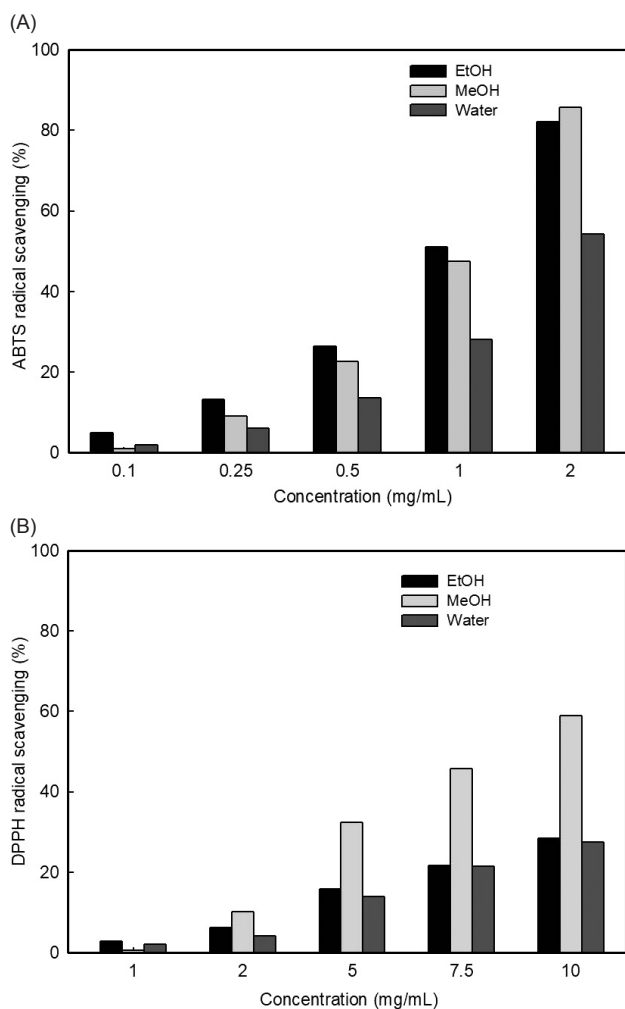 (A)
100
80
60
40
20
0
ABTS radical scavenging (%)
EtOH
MeOH
Water
0.1 0.25 0.5 1 2
Concentration (mg/mL)
(B)
100
80
60
40
20
0
DPPH radical scavenging (%)
EtOH
MeOH
Water
1 2 5 7.5 10
Concentration (mg/mL)